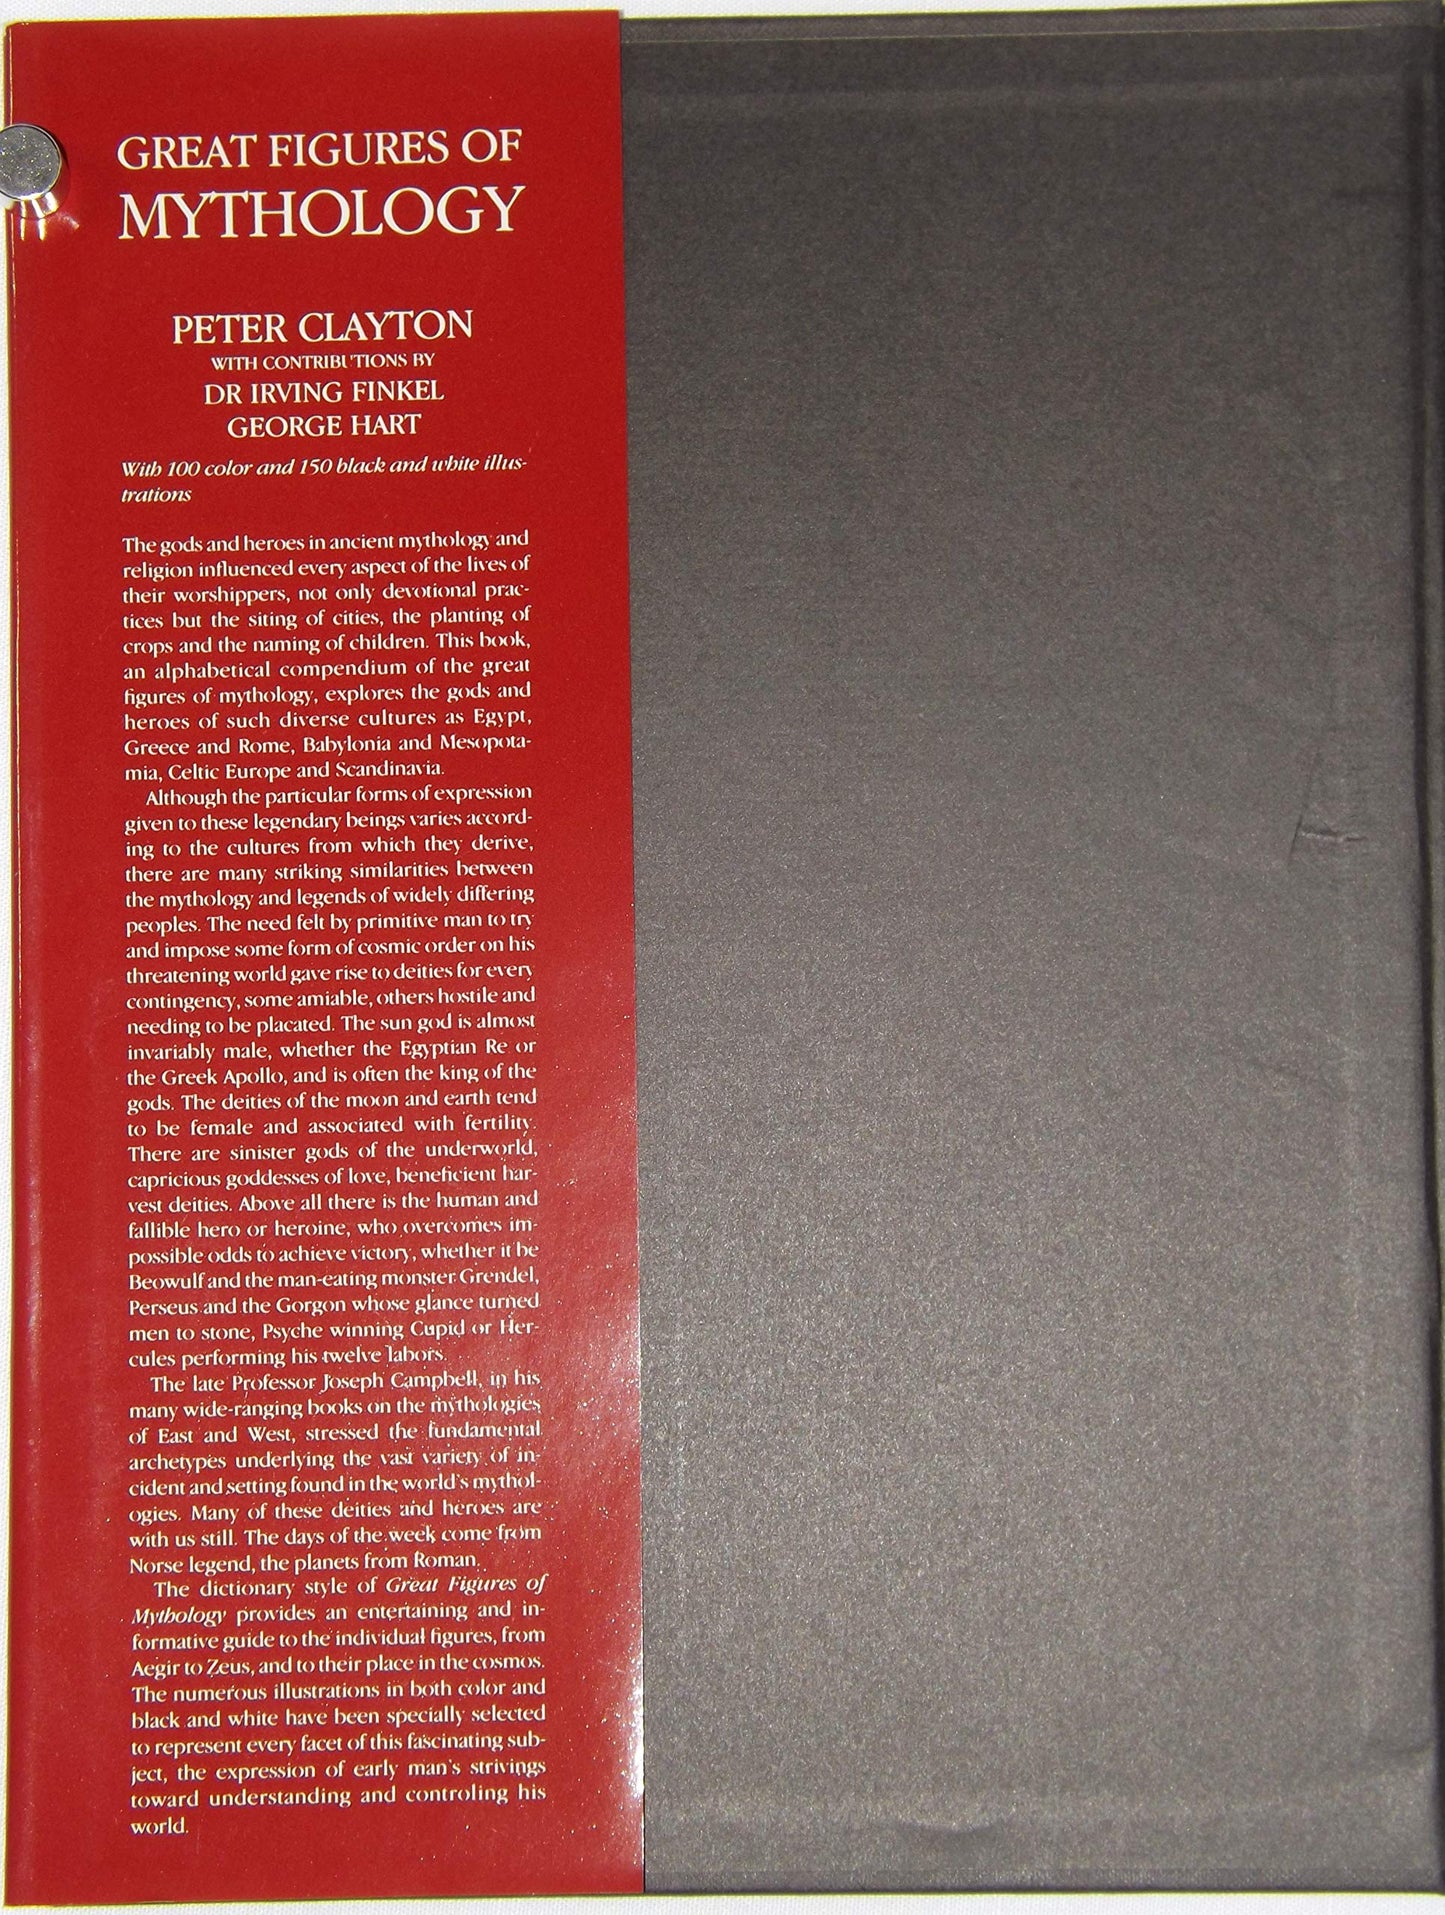 GREAT FIGURES OF
MYTHOLOGY
PETER CLAYTON
WITH CONTRIBUTIONS BY
DR IRVING FINKEL
GEORGE HART
With 100 color and 150 black and white illus-
trations
The gods and heroes in ancient mythology and
religion influenced every aspect of the lives of
their worshippers, not only devotional prac-
tices but the siting of cities, the planting of
crops and the naming of children. This book,
an alphabetical compendium of the great
figures of mythology, explores the gods and
heroes of such diverse cultures as Egypt,
Greece and Rome, Babylonia and Mesopota-
mia, Celtic Europe and Scandinavia.
Although the particular forms of expression
given to these legendary beings varies accord-
ing to the cultures from which they derive,
there are many striking similarities between
the mythology and legends of widely differing
peoples. The need felt by primitive man to try
and impose some form of cosmic order on his
threatening world gave rise to deities for every
contingency, some amiable, others hostile and
needing to be placated. The sun god is almost
invariably male, whether the Egyptian Re or
the Greek Apollo, and is often the king of the
gods. The deities of the moon and earth tend
to be female and associated with fertility.
There are sinister gods of the underworld,
capricious goddesses of love, beneficient har-
vest deities. Above all there is the human and
fallible hero or heroine, who overcomes im-
possible odds to achieve victory, whether it be
Beowulf and the man-eating monster Grendel,
Perseus and the Gorgon whose glance turned
men to stone, Psyche winning Cupid or Her-
cules performing his twelve labors.
The late Professor Joseph Campbell, in his
many wide-ranging books on the mythologies
of East and West, stressed the fundamental
archetypes underlying the vast variety of in-
cident and setting found in the world's mythol-
ogies. Many of these deities and heroes are
with us still. The days of the week come from
Norse legend, the planets from Roman.
The dictionary style of Great Figures of
Mythology provides an entertaining and in-
formative guide to the individual figures, from
Aegir to Zeus, and to their place in the cosmos.
The numerous illustrations in both color and
black and white have been specially selected
to represent every facet of this fascinating sub-
ject, the expression of early man's strivings
toward understanding and controling his
world.